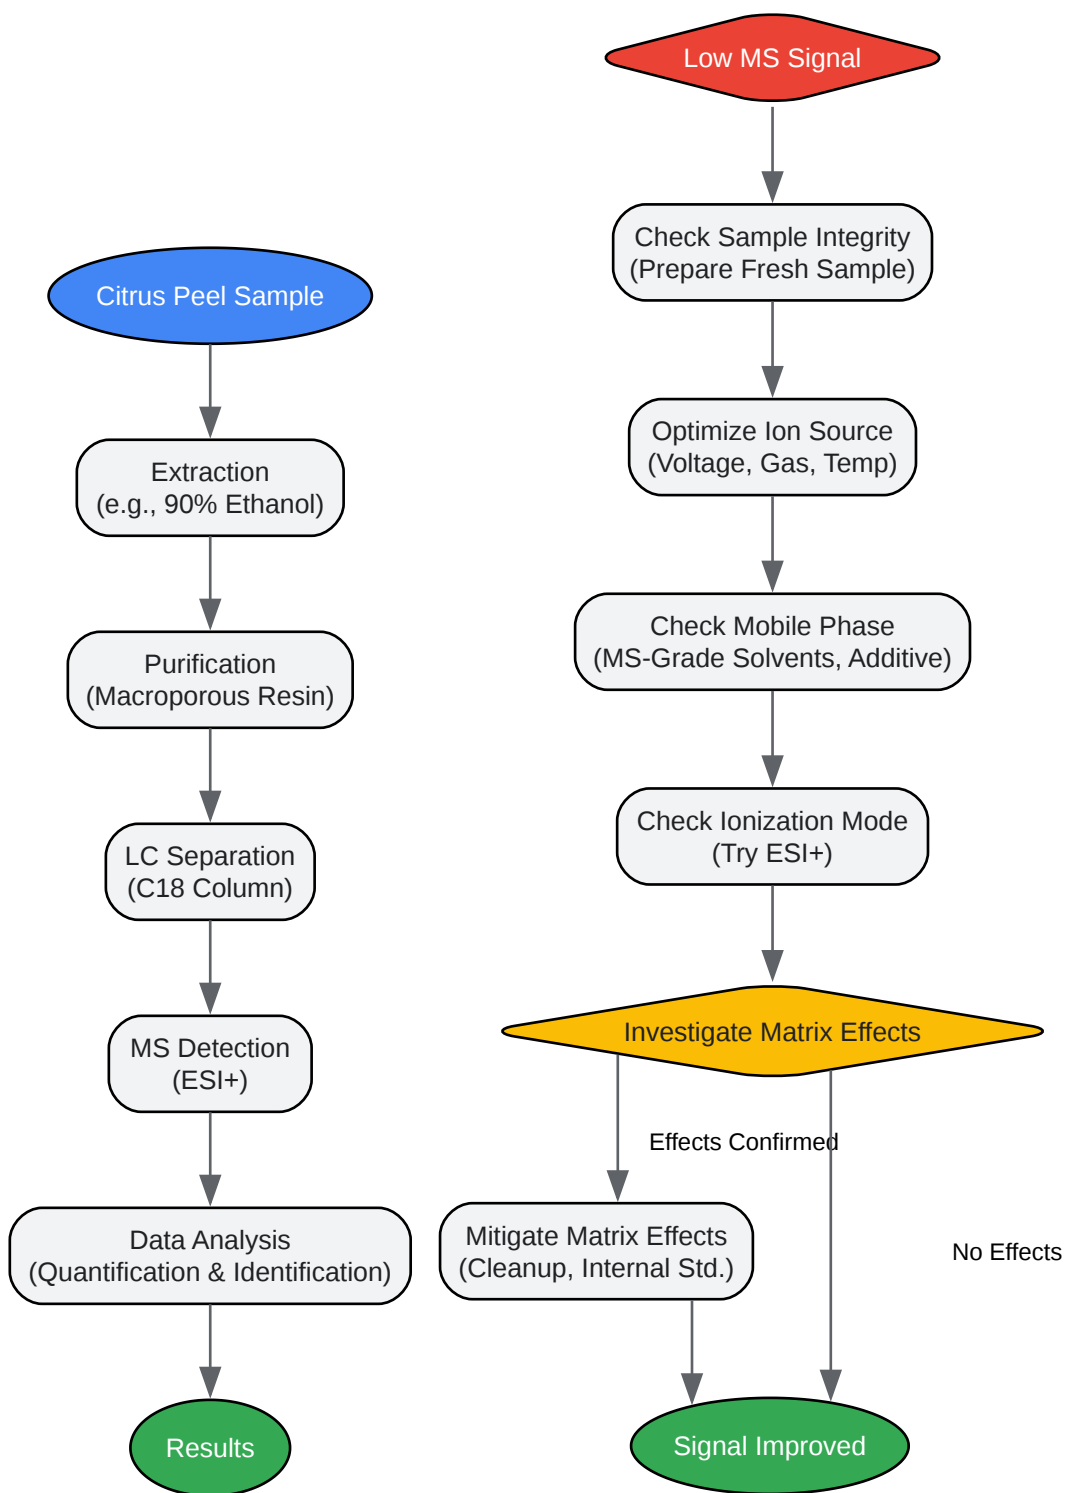 Citrus Peel Sample
Extraction
(e.g., 90% Ethanol)
Purification
(Macroporous Resin)
LC Separation
(C18 Column)
MS Detection
(ESI+)
Data Analysis
(Quantification & Identification)
Results
Low MS Signal
Check Sample Integrity
(Prepare Fresh Sample)
Optimize Ion Source
(Voltage, Gas, Temp)
Check Mobile Phase
(MS-Grade Solvents, Additive)
Check Ionization Mode
(Try ESI+)
Investigate Matrix Effects
Effects Confirmed
Mitigate Matrix Effects
(Cleanup, Internal Std.)
No Effects
Signal Improved